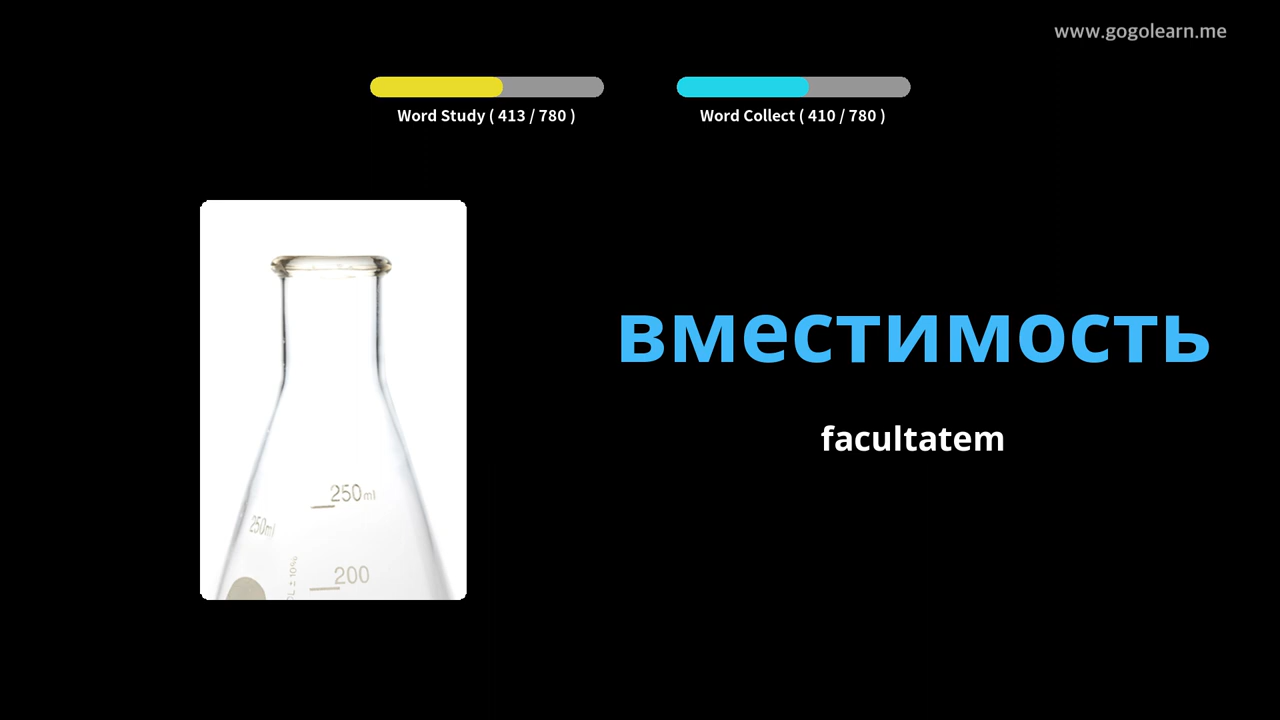 www.gogolearn.me
Word Study ( 413 / 780 )
Word Collect ( 410 / 780 )
вместимость
facultatem
250ml
250ml
200